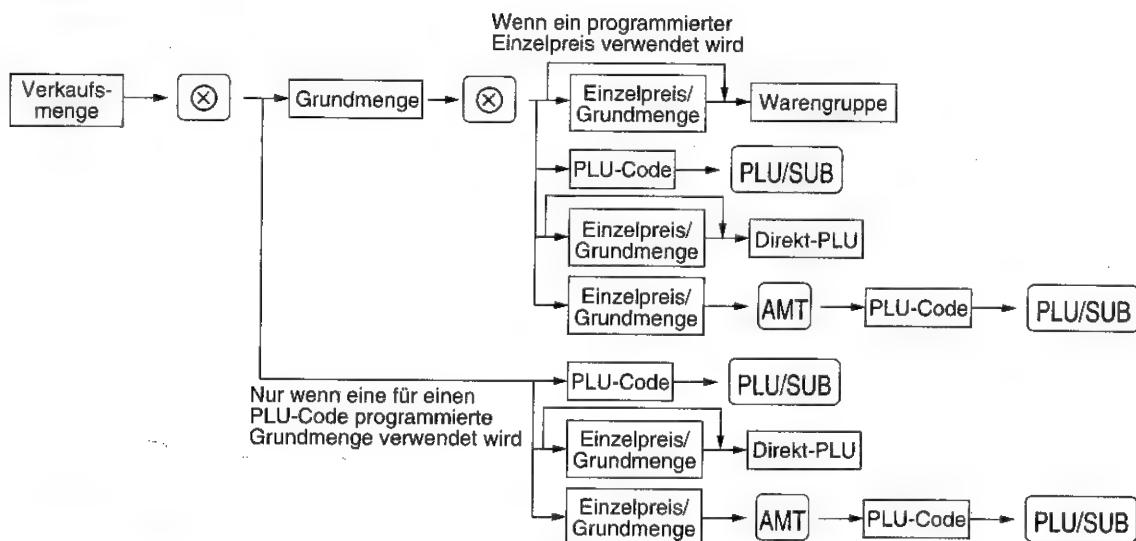 Wenn ein programmierter
Einzelpreis verwendet wird
Verkaufs-
menge
⊗
Grundmenge
⊗
Einzelpreis/
Grundmenge
Warengruppe
PLU-Code
PLU/SUB
Einzelpreis/
Grundmenge
Direkt-PLU
Einzelpreis/
Grundmenge
AMT
PLU-Code
PLU/SUB
PLU-Code
PLU/SUB
Nur wenn eine für einen
PLU-Code programmierte
Grundmenge verwendet wird
Einzelpreis/
Grundmenge
Direkt-PLU
Einzelpreis/
Grundmenge
AMT
PLU-Code
PLU/SUB